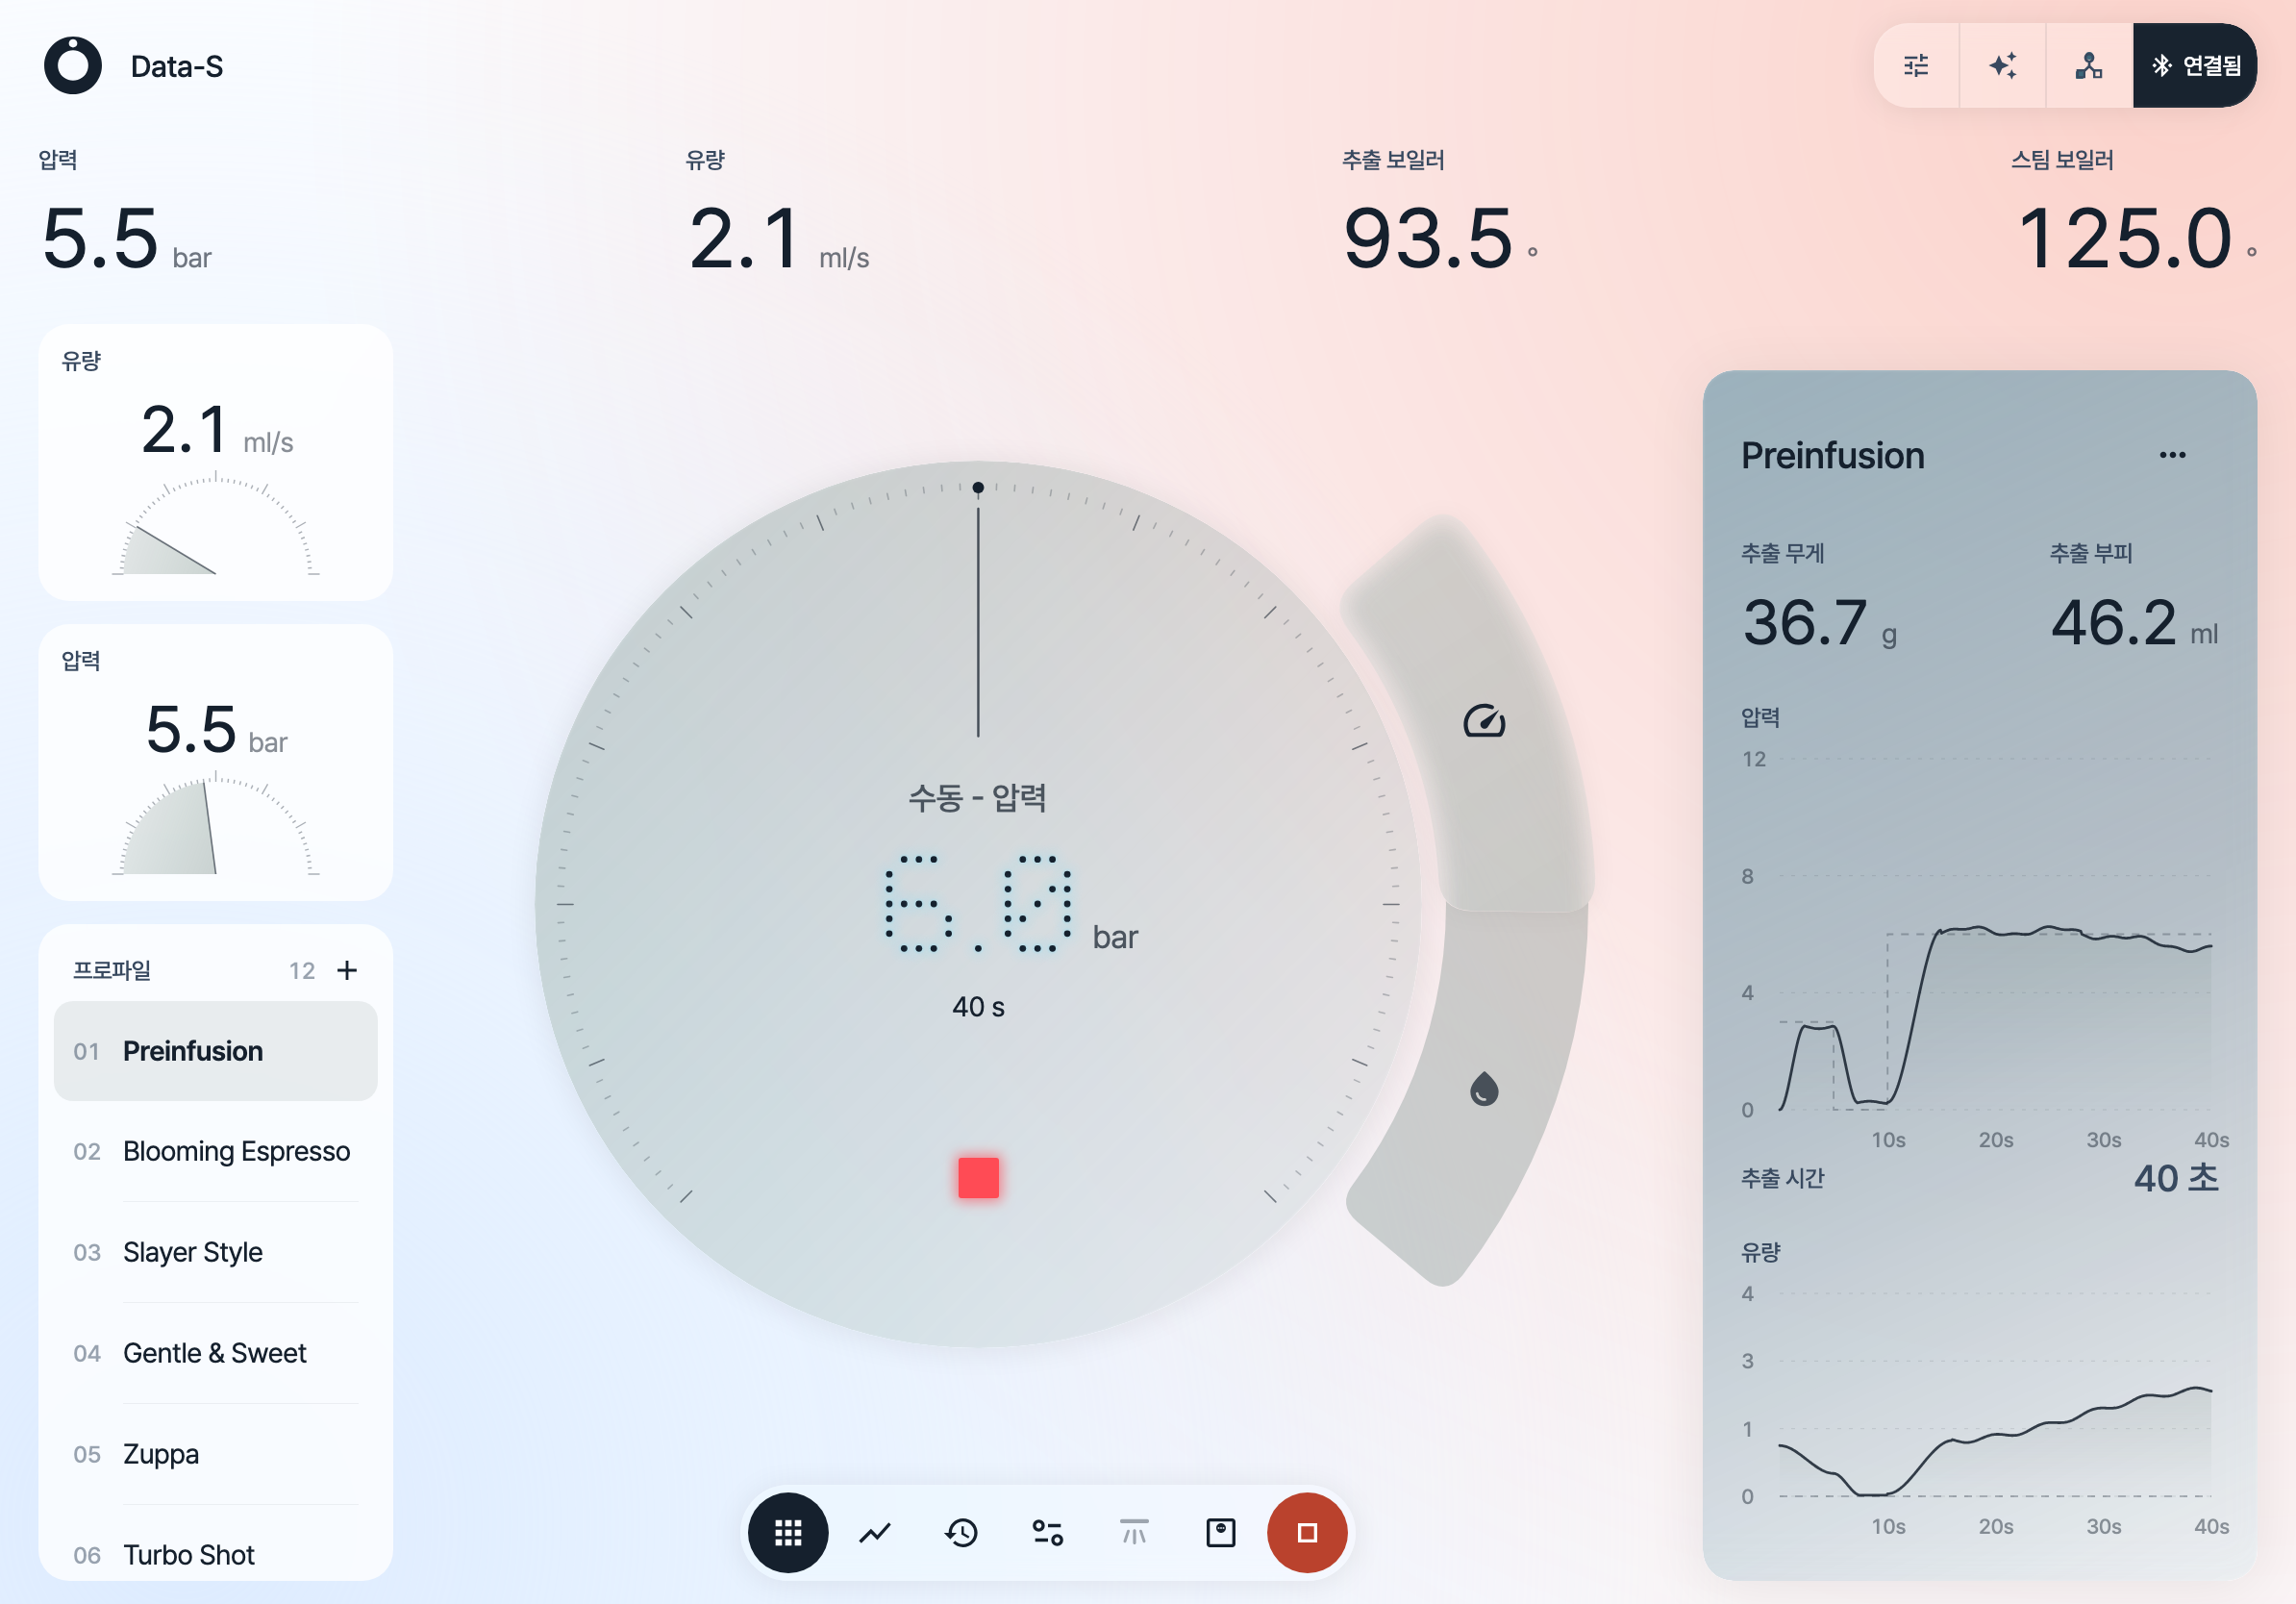 Data-S
연결됨
압력
5.5 bar
유량
2.1 ml/s
추출 보일러
93.5 °
스팀 보일러
125.0 °
유량
2.1 ml/s
압력
5.5 bar
프로파일 12 +
01 Preinfusion
02 Blooming Espresso
03 Slayer Style
04 Gentle & Sweet
05 Zuppa
06 Turbo Shot
수동 - 압력
6.0 bar
40 s
Preinfusion
추출 무게
36.7 g
추출 부피
46.2 ml
압력
12
8
4
0
10s 20s 30s 40s
추출 시간 40 초
유량
4
3
1
0
10s 20s 30s 40s